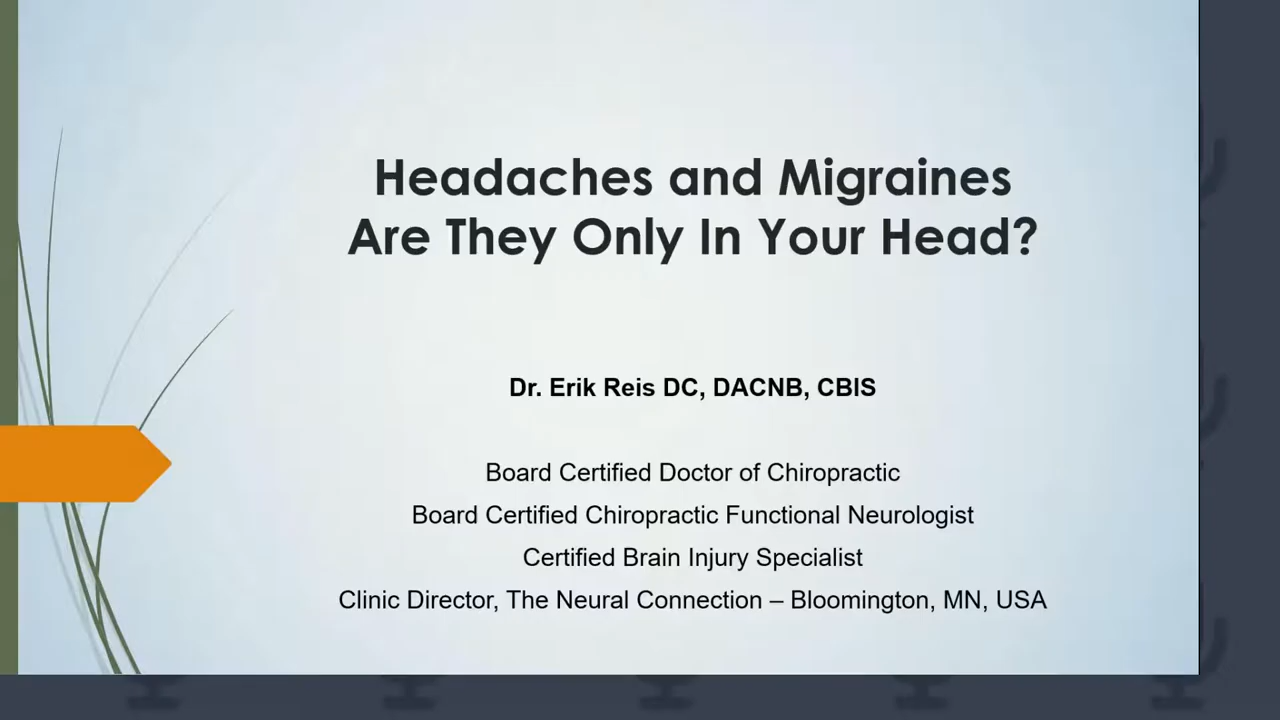 Headaches and Migraines
Are They Only In Your Head?
Dr. Erik Reis DC, DACNB, CBIS
Board Certified Doctor of Chiropractic
Board Certified Chiropractic Functional Neurologist
Certified Brain Injury Specialist
Clinic Director, The Neural Connection – Bloomington, MN, USA